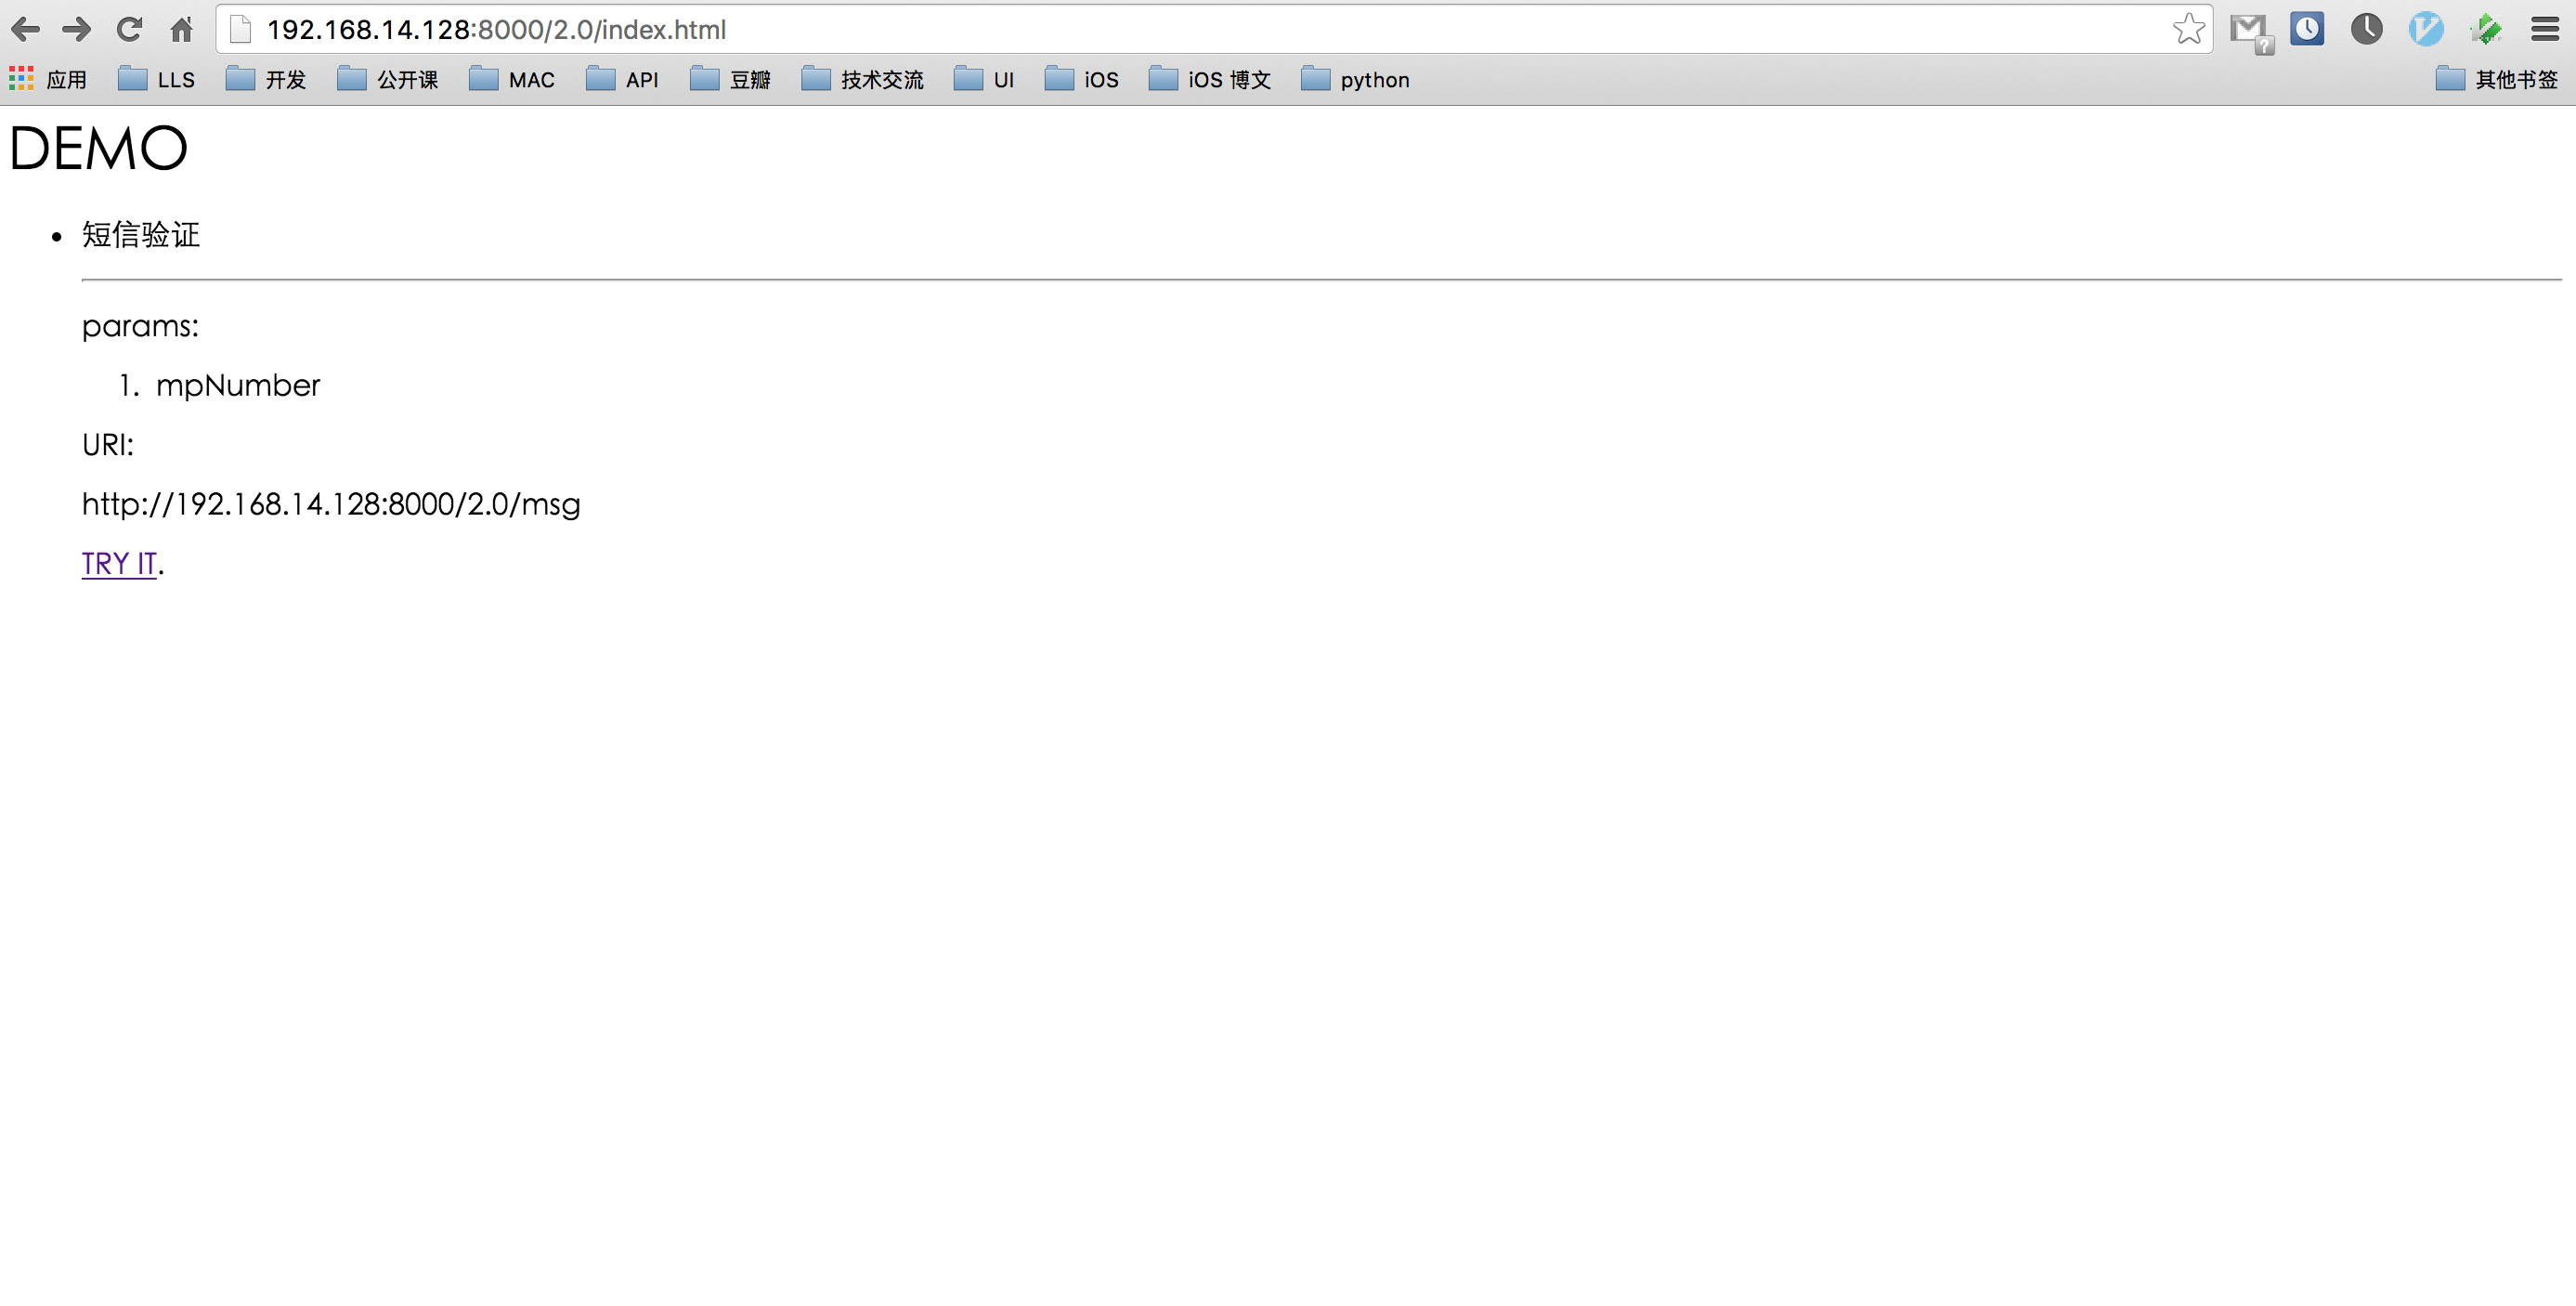 192.168.14.128:8000/2.0/index.html
应用 LLS 开发 公开课 MAC API 豆瓣 技术交流 UI iOS iOS 博文 python 其他书签
DEMO
• 短信验证
params:
1. mpNumber
URI:
http://192.168.14.128:8000/2.0/msg
TRY IT.